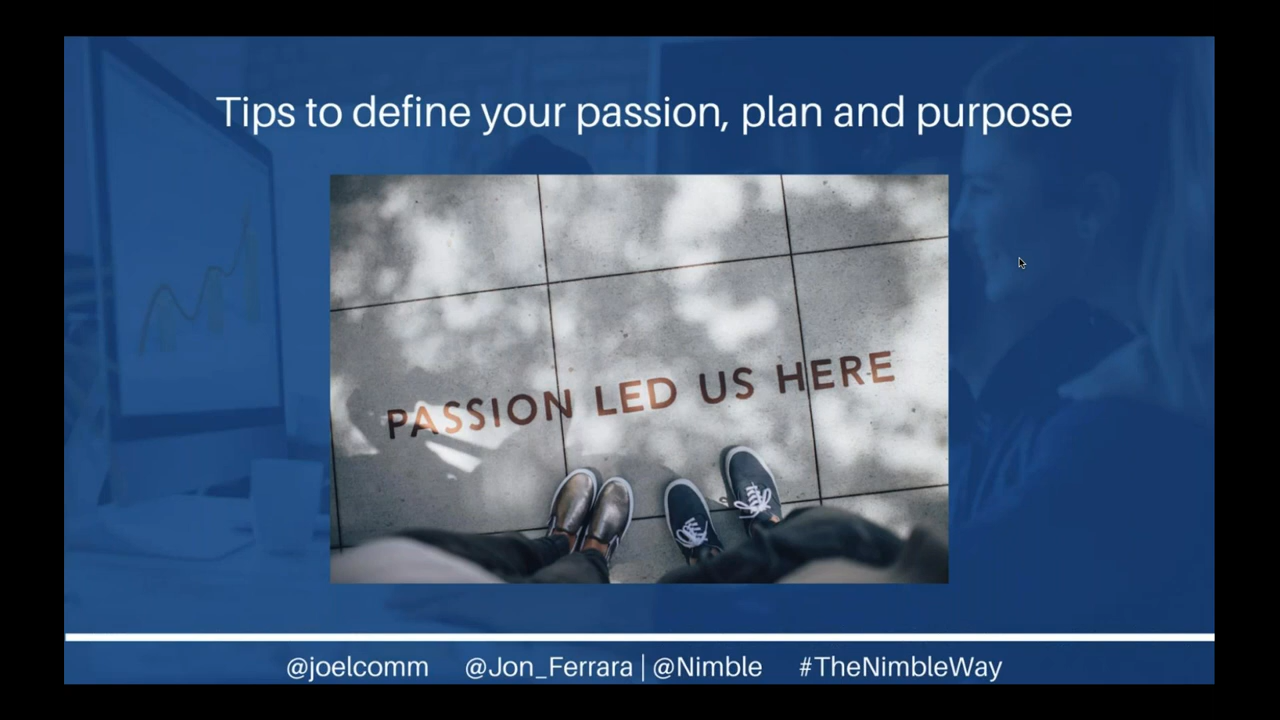 Tips to define your passion, plan and purpose
PASSION LED US HERE
@joelcomm @Jon_Ferrara | @Nimble #TheNimbleWay